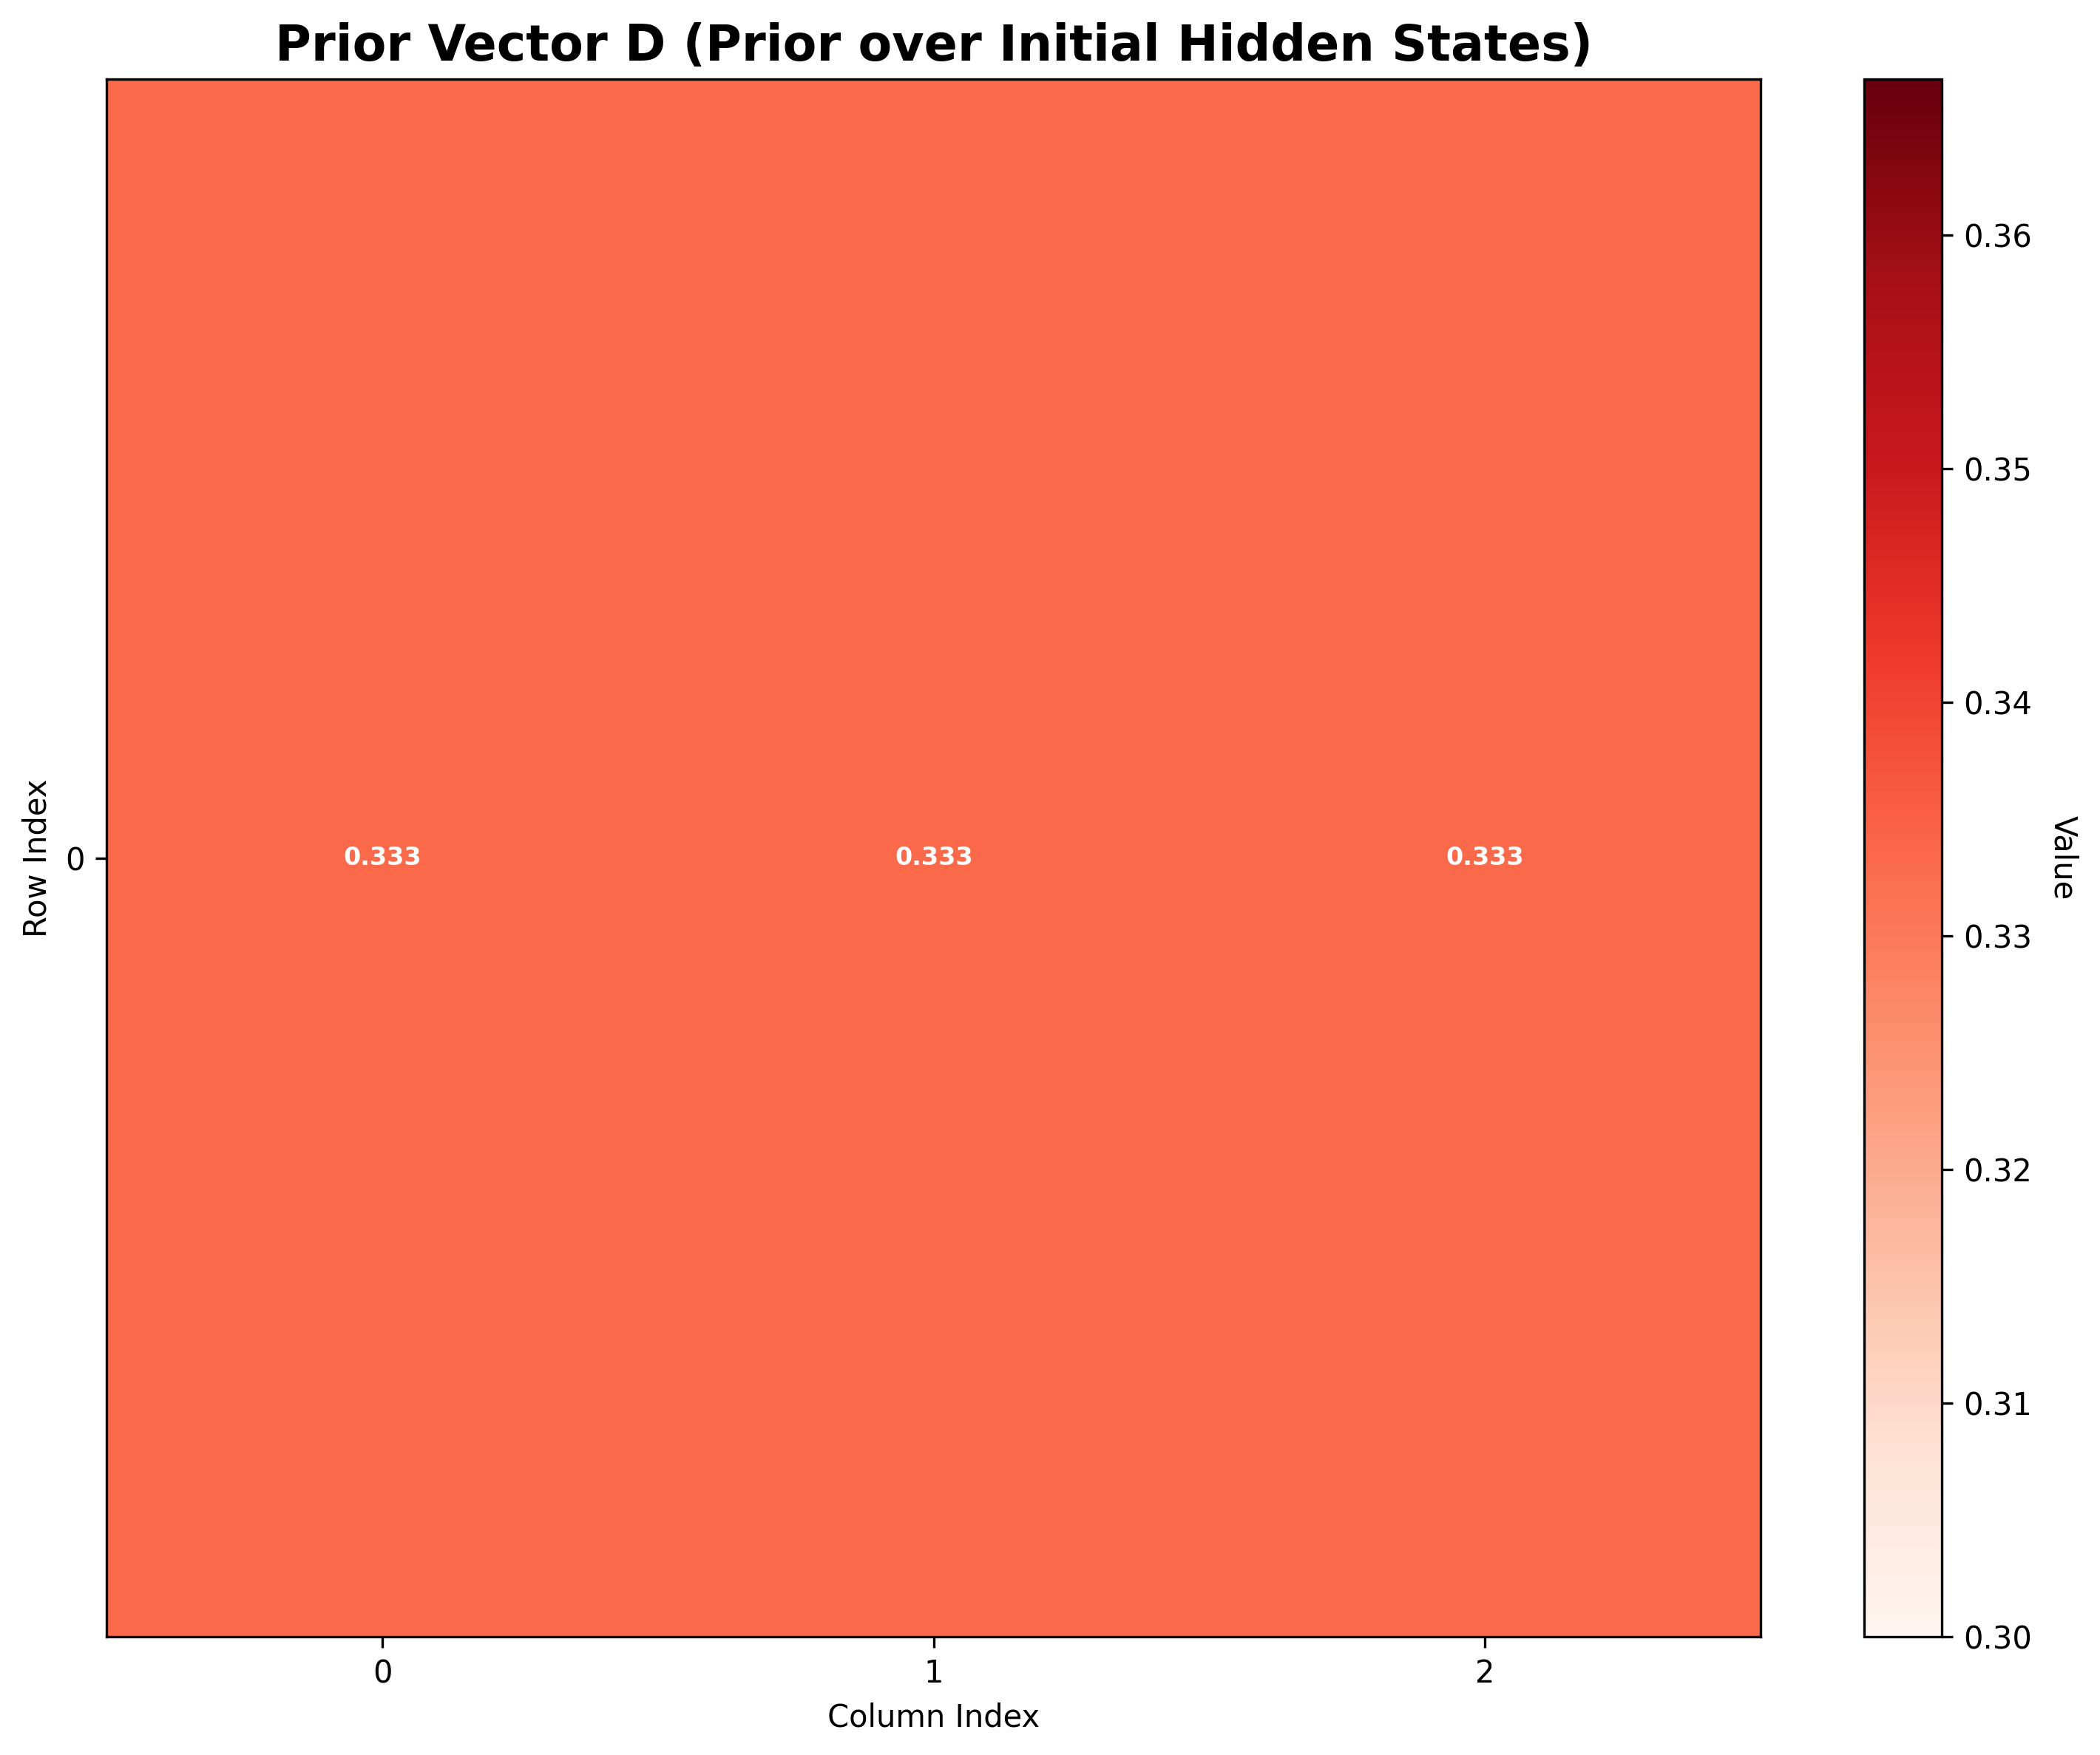 Prior Vector D (Prior over Initial Hidden States)
0.36
0.35
0.34
0.33
0.32
0.31
0.30
Value
Row Index
0
0.333 0.333 0.333
0 1 2
Column Index